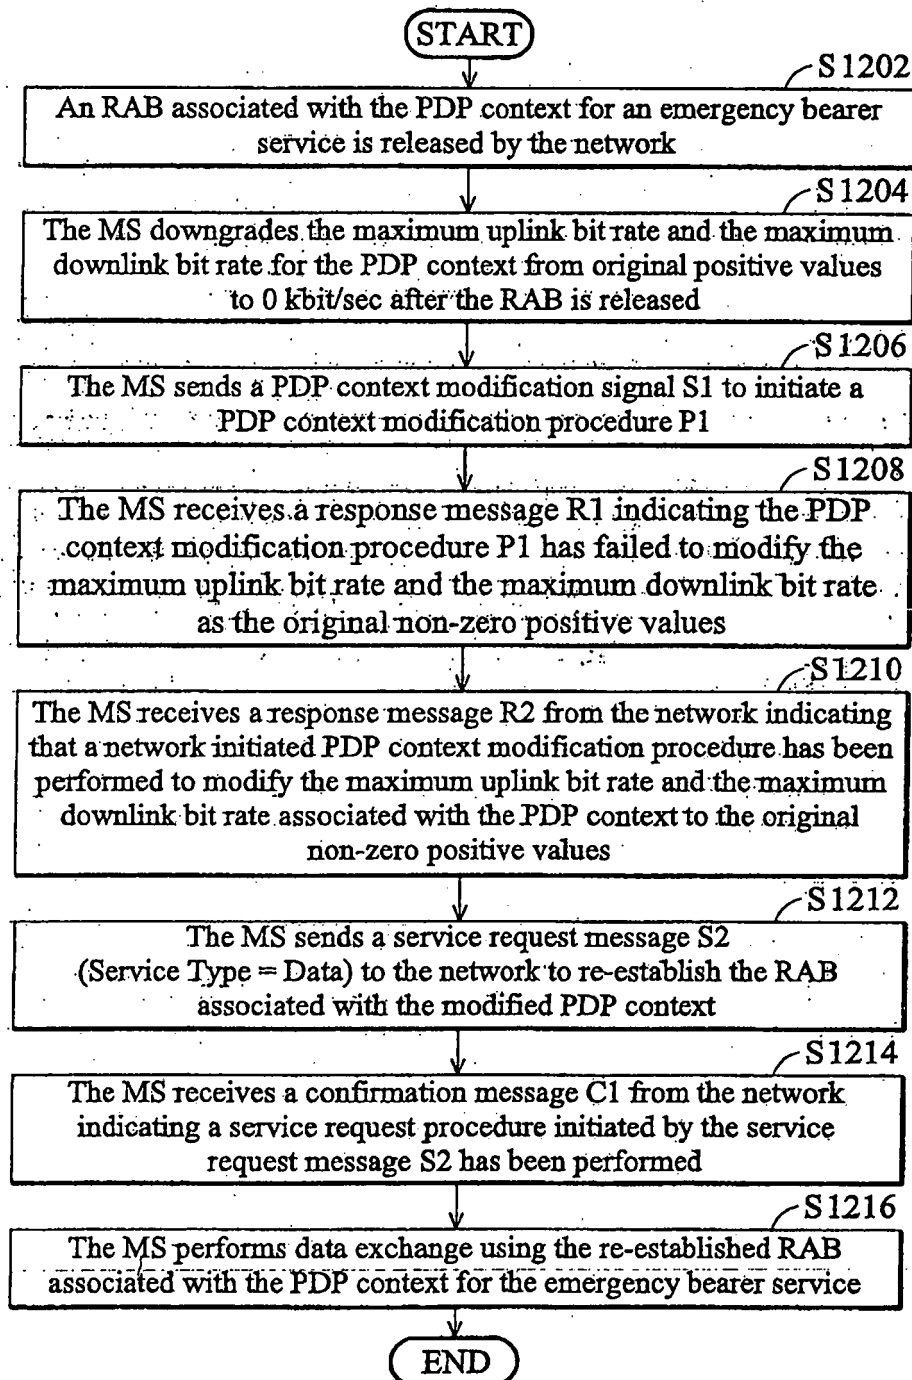 START
S1202
An RAB associated with the PDP context for an emergency bearer
service is released by the network
S1204
The MS downgrades the maximum uplink bit rate and the maximum
downlink bit rate for the PDP context from original positive values
to 0 kbit/sec after the RAB is released
S1206
The MS sends a PDP context modification signal S1 to initiate a
PDP context modification procedure P1
S1208
The MS receives a response message R1 indicating the PDP
context modification procedure P1 has failed to modify the
maximum uplink bit rate and the maximum downlink bit rate
as the original non-zero positive values
S1210
The MS receives a response message R2 from the network indicating
that a network initiated PDP context modification procedure has been
performed to modify the maximum uplink bit rate and the maximum
downlink bit rate associated with the PDP context to the original
non-zero positive values
S1212
The MS sends a service request message S2
(Service Type = Data) to the network to re-establish the RAB
associated with the modified PDP context
S1214
The MS receives a confirmation message C1 from the network
indicating a service request procedure initiated by the service
request message S2 has been performed
S1216
The MS performs data exchange using the re-established RAB
associated with the PDP context for the emergency bearer service
END